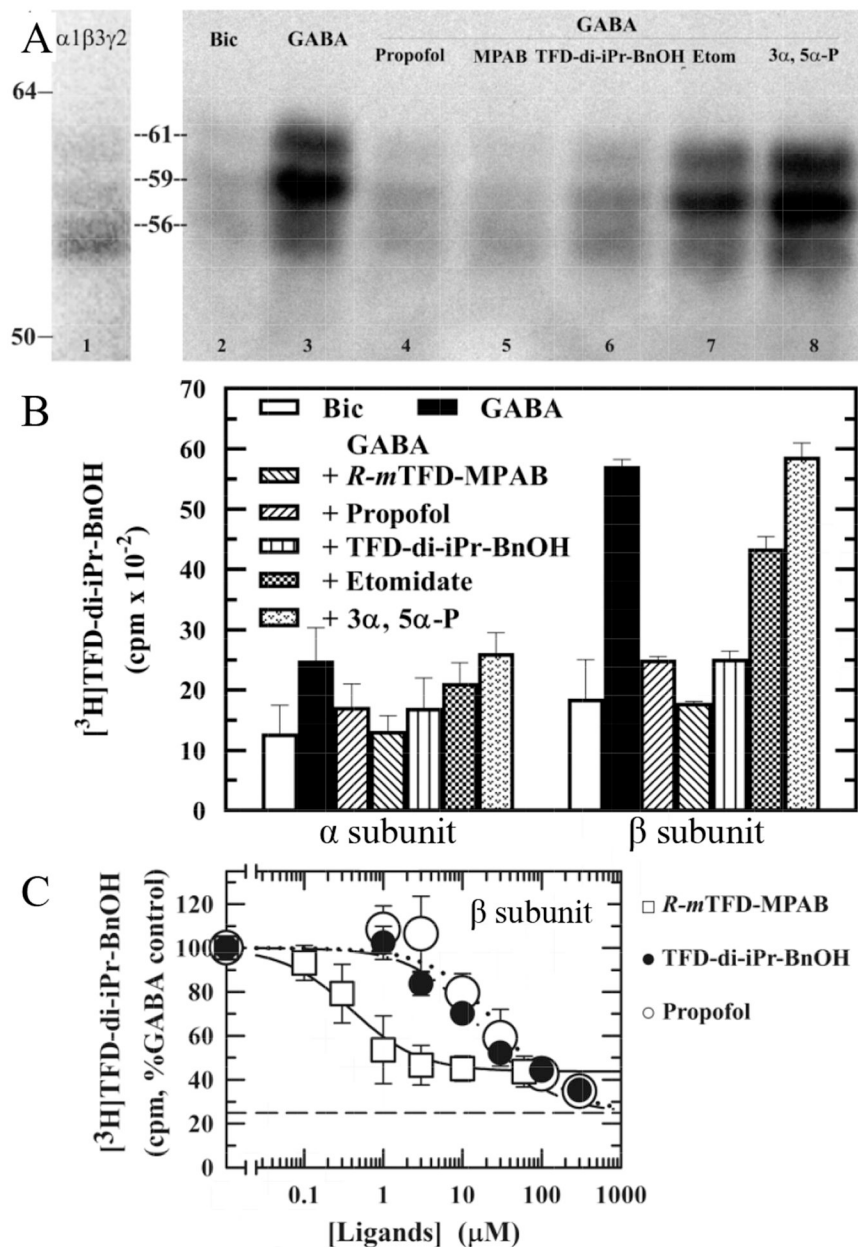 A
α1β3γ2
Bic
GABA
GABA
Propofol MPAB TFD-di-iPr-BnOH Etom 3α, 5α-P
64
--61--
--59--
--56--
50
1 2 3 4 5 6 7 8
B
[³H]TFD-di-iPr-BnOH
(cpm x 10⁻²)
70
60
50
40
30
20
10
0
Bic GABA
GABA
+ R-mTFD-MPAB
+ Propofol
+ TFD-di-iPr-BnOH
+ Etomidate
+ 3α, 5α-P
α subunit β subunit
C
[³H]TFD-di-iPr-BnOH
(cpm, %GABA control)
120
100
80
60
40
20
0
β subunit
R-mTFD-MPAB
TFD-di-iPr-BnOH
Propofol
0.1 1 10 100 1000
[Ligands] (μM)